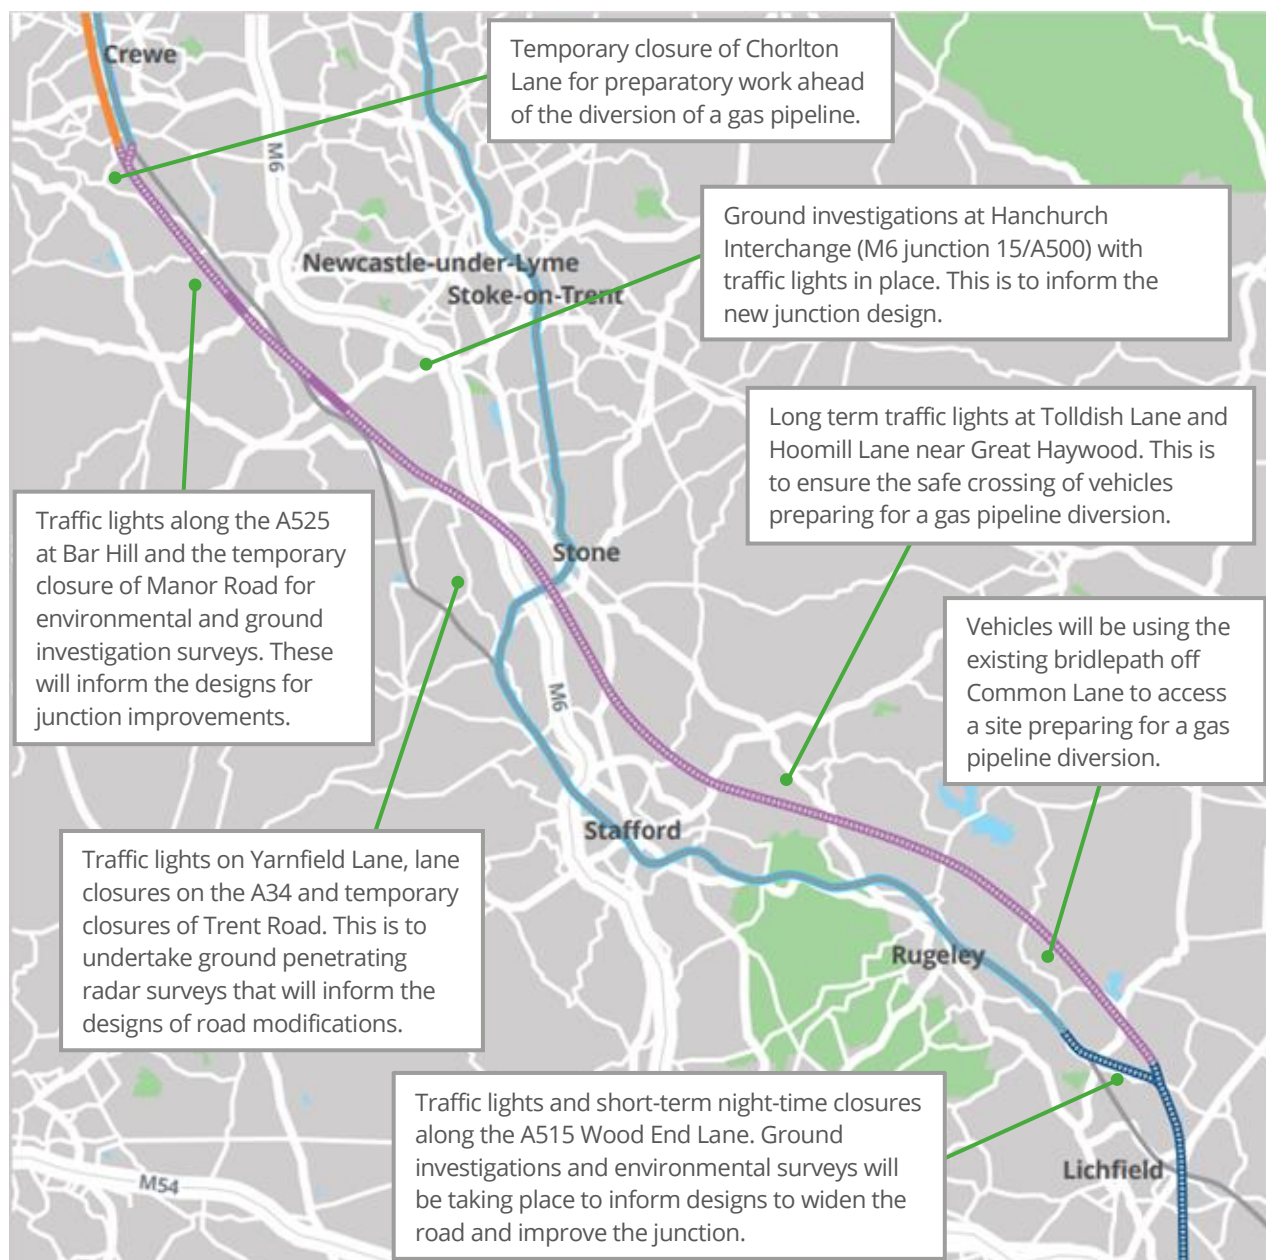 Crewe
Temporary closure of Chorlton
Lane for preparatory work ahead
of the diversion of a gas pipeline.
M6
Ground investigations at Hanchurch
Interchange (M6 junction 15/A500) with
traffic lights in place. This is to inform the
new junction design.
Newcastle-under-Lyme
Stoke-on-Trent
Long term traffic lights at Tolldish Lane and
Hoomill Lane near Great Haywood. This is
to ensure the safe crossing of vehicles
preparing for a gas pipeline diversion.
Traffic lights along the A525
at Bar Hill and the temporary
closure of Manor Road for
environmental and ground
investigation surveys. These
will inform the designs for
junction improvements.
Stone
Vehicles will be using the
existing bridlepath off
Common Lane to access
a site preparing for a gas
pipeline diversion.
M6
Stafford
Traffic lights on Yarnfield Lane, lane
closures on the A34 and temporary
closures of Trent Road. This is to
undertake ground penetrating
radar surveys that will inform the
designs of road modifications.
Rugeley
Traffic lights and short-term night-time closures
along the A515 Wood End Lane. Ground
investigations and environmental surveys will
be taking place to inform designs to widen the
road and improve the junction.
Lichfield
M54